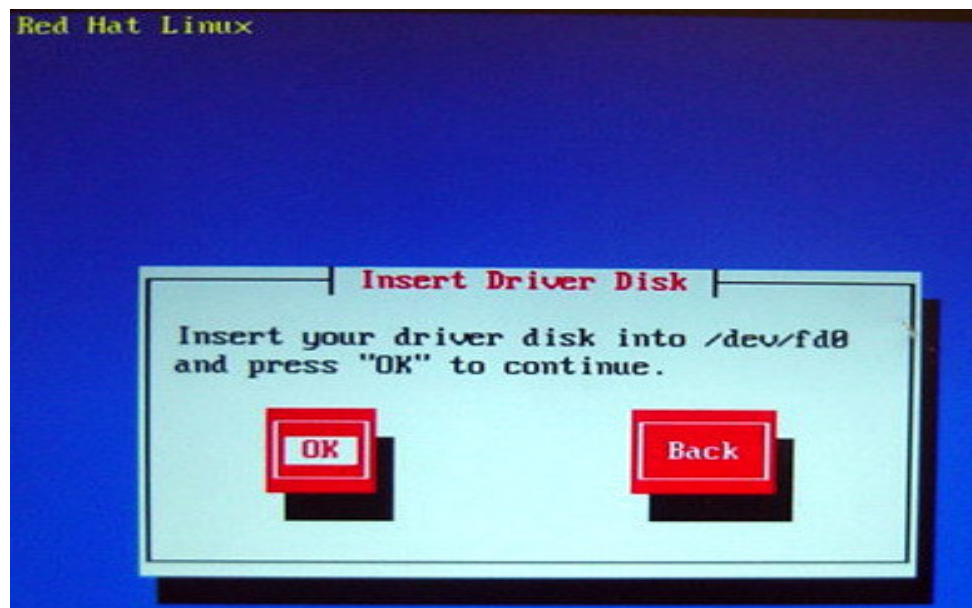 Red Hat Linux
Insert Driver Disk
Insert your driver disk into /dev/fd0
and press "OK" to continue.
OK
Back